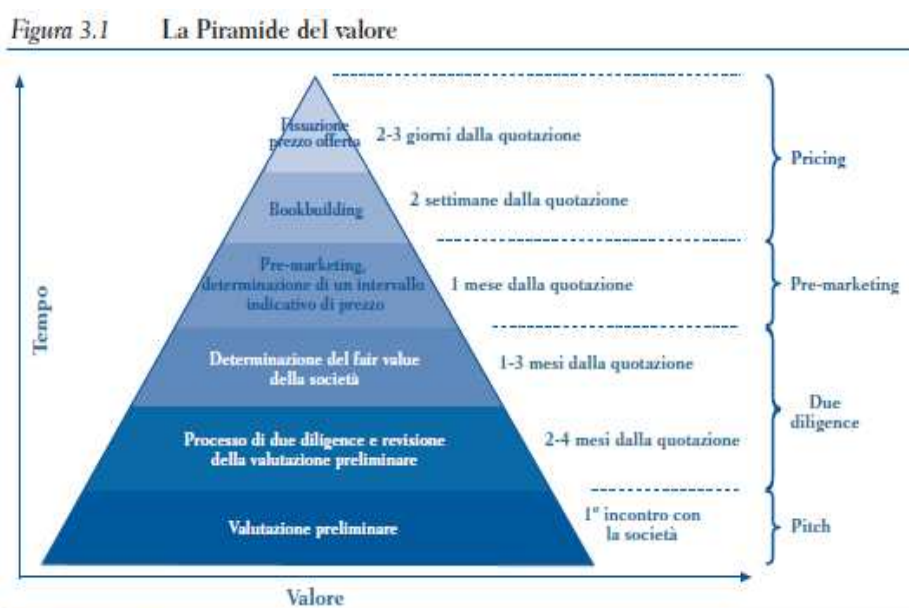 Figura 3.1 La Piramide del valore
Fissazione
prezzo offerta
2-3 giorni dalla quotazione
Pricing
Bookbuilding
2 settimane dalla quotazione
Pre-marketing,
determinazione di un intervallo
indicativo di prezzo
1 mese dalla quotazione
Pre-marketing
Tempo
Determinazione del fair value
della società
1-3 mesi dalla quotazione
Due
diligence
Processo di due diligence e revisione
della valutazione preliminare
2-4 mesi dalla quotazione
Valutazione preliminare
1° incontro con
la società
Pitch
Valore